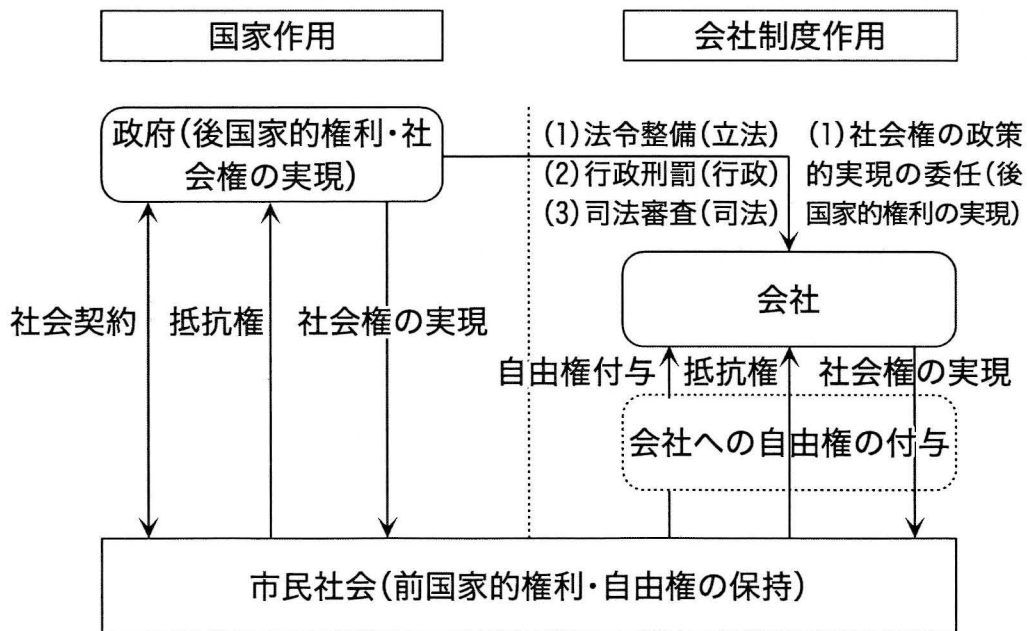 国家作用
会社制度作用
政府(後国家的権利・社
会権の実現)
(1)法令整備(立法)
(2)行政刑罰(行政)
(3)司法審査(司法)
(1)社会権の政策
的実現の委任(後
国家的権利の実現)
会社
社会契約
抵抗権
社会権の実現
自由権付与
抵抗権
社会権の実現
会社への自由権の付与
市民社会(前国家的権利・自由権の保持)